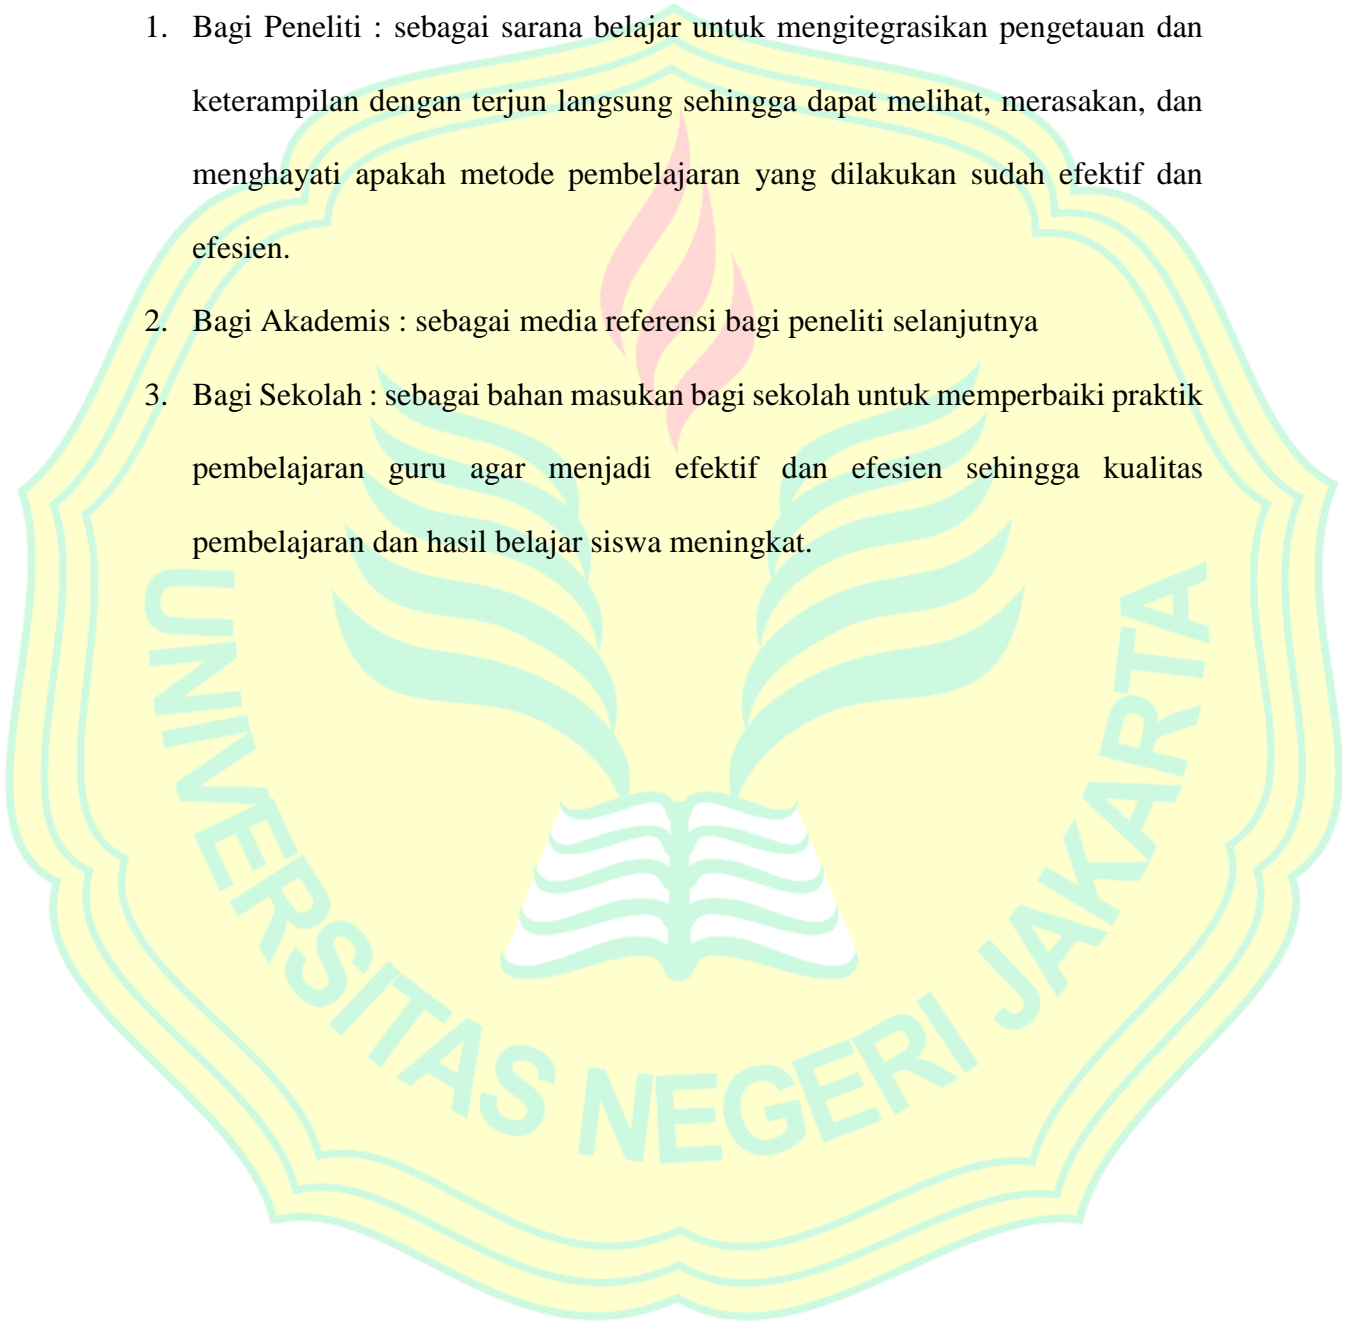 1. Bagi Peneliti : sebagai sarana belajar untuk mengitegrasikan pengetauan dan
keterampilan dengan terjun langsung sehingga dapat melihat, merasakan, dan
menghayati apakah metode pembelajaran yang dilakukan sudah efektif dan
efesien.
2. Bagi Akademis : sebagai media referensi bagi peneliti selanjutnya
3. Bagi Sekolah : sebagai bahan masukan bagi sekolah untuk memperbaiki praktik
pembelajaran guru agar menjadi efektif dan efesien sehingga kualitas
pembelajaran dan hasil belajar siswa meningkat.
UNIVERSITAS NEGERI JAKARTA